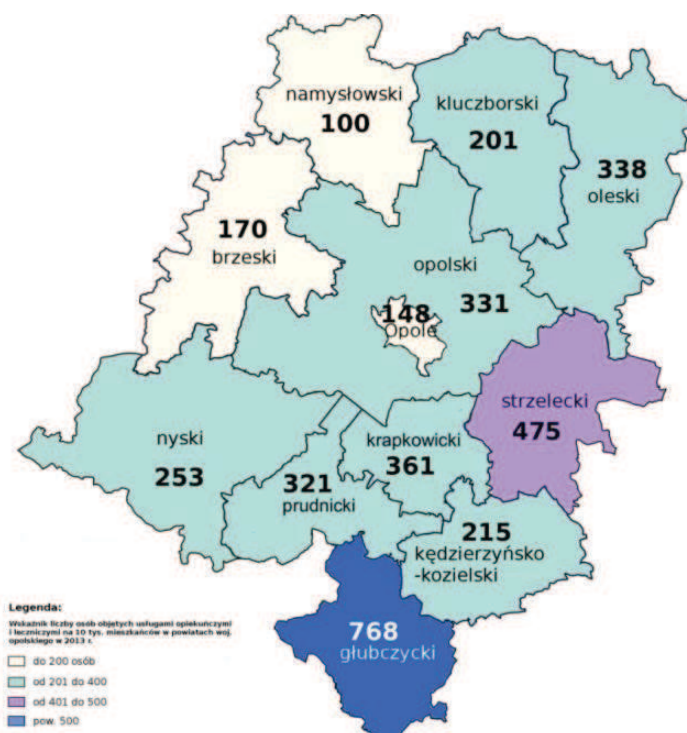 namysłowski
100
kluczborski
201
338
oleski
170
brzeski
opolski
331
148
Opole
strzelecki
475
nyski
253
krapkowicki
361
321
prudnicki
215
kędzierzyńsko
-kozielski
768
głubczycki
Legenda:
Wskaźnik liczby osób objętych usługami opiekuńczymi
i leczniczymi na 10 tys. mieszkańców w powiatach woj.
opolskiego w 2013 r.
do 200 osób
od 201 do 400
od 401 do 500
pow. 500